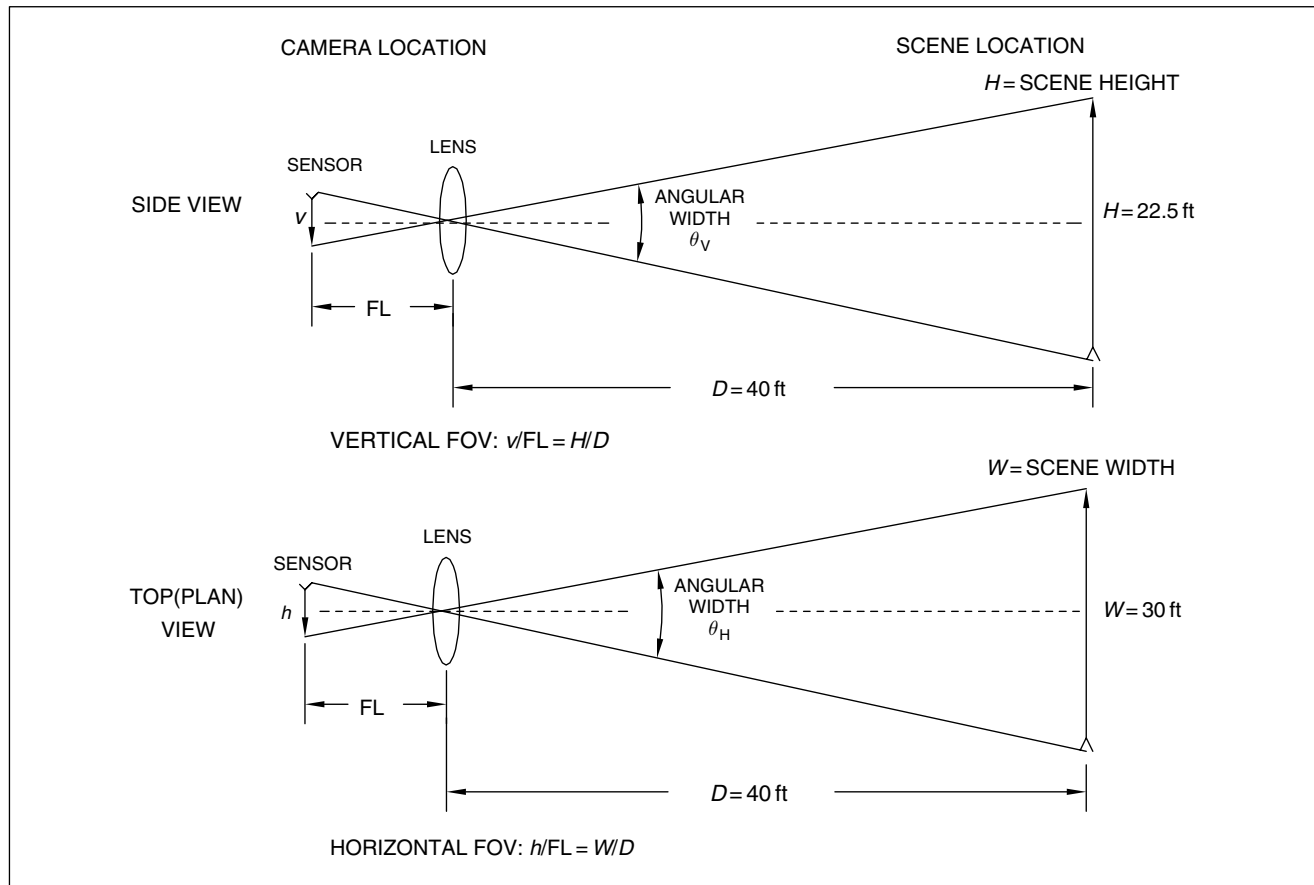 CAMERA LOCATION
SCENE LOCATION
H = SCENE HEIGHT
LENS
SENSOR
SIDE VIEW
v
ANGULAR
WIDTH
θV
H = 22.5 ft
FL
D = 40 ft
VERTICAL FOV: v/FL = H/D
W = SCENE WIDTH
LENS
SENSOR
TOP(PLAN)
VIEW
h
ANGULAR
WIDTH
θH
W = 30 ft
FL
D = 40 ft
HORIZONTAL FOV: h/FL = W/D